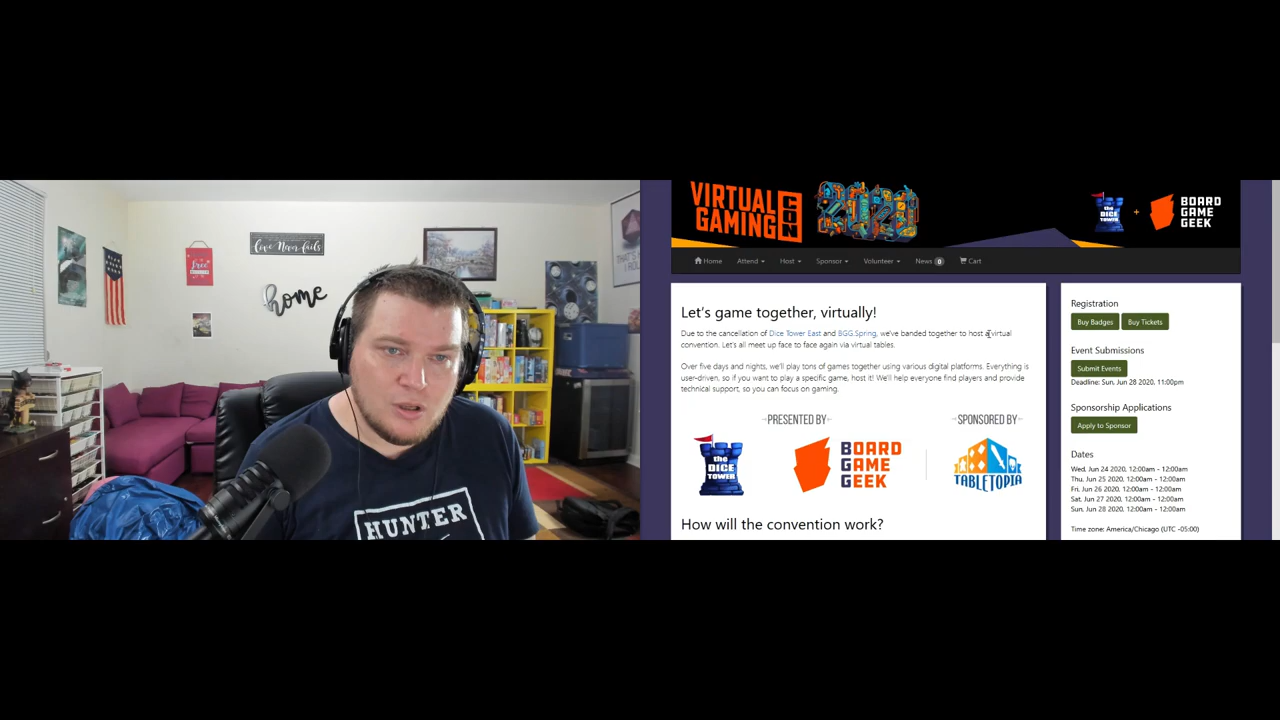 love Never fails
home
HUNTER
VIRTUAL
GAMING
CON
2020
the
DICE
TOWER
+
BOARD
GAME
GEEK
Home
Attend
Host
Sponsor
Volunteer
News 0
Cart
Let's game together, virtually!
Due to the cancellation of Dice Tower East and BGG.Spring, we've banded together to host a virtual
convention. Let's all meet up face to face again via virtual tables.
Over five days and nights, we'll play tons of games together using various digital platforms. Everything is
user-driven, so if you want to play a specific game, host it! We'll help everyone find players and provide
technical support, so you can focus on gaming.
PRESENTED BY
SPONSORED BY
the
DICE
TOWER
BOARD
GAME
GEEK
TABLETOPIA
How will the convention work?
Registration
Buy Badges
Buy Tickets
Event Submissions
Submit Events
Deadline: Sun, Jun 28 2020, 11:00pm
Sponsorship Applications
Apply to Sponsor
Dates
Wed, Jun 24 2020, 12:00am - 12:00am
Thu, Jun 25 2020, 12:00am - 12:00am
Fri, Jun 26 2020, 12:00am - 12:00am
Sat, Jun 27 2020, 12:00am - 12:00am
Sun, Jun 28 2020, 12:00am - 12:00am
Time zone: America/Chicago (UTC -05:00)